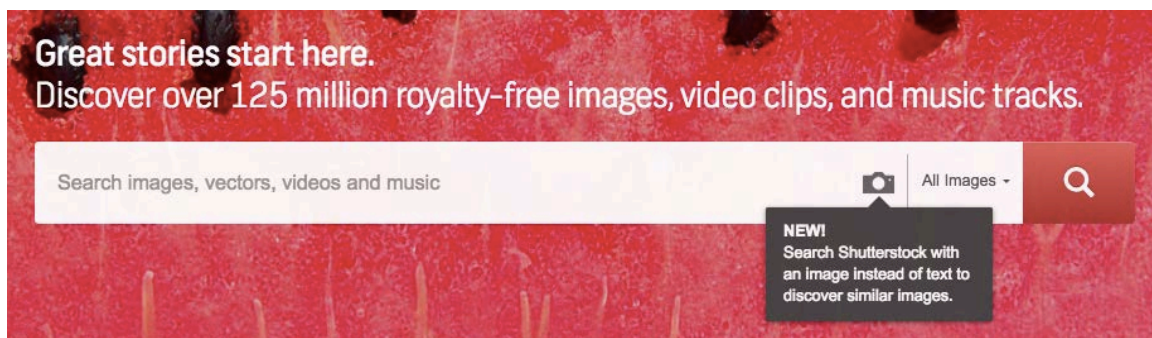 Great stories start here.
Discover over 125 million royalty-free images, video clips, and music tracks.
Search images, vectors, videos and music
All Images
NEW!
Search Shutterstock with
an image instead of text to
discover similar images.